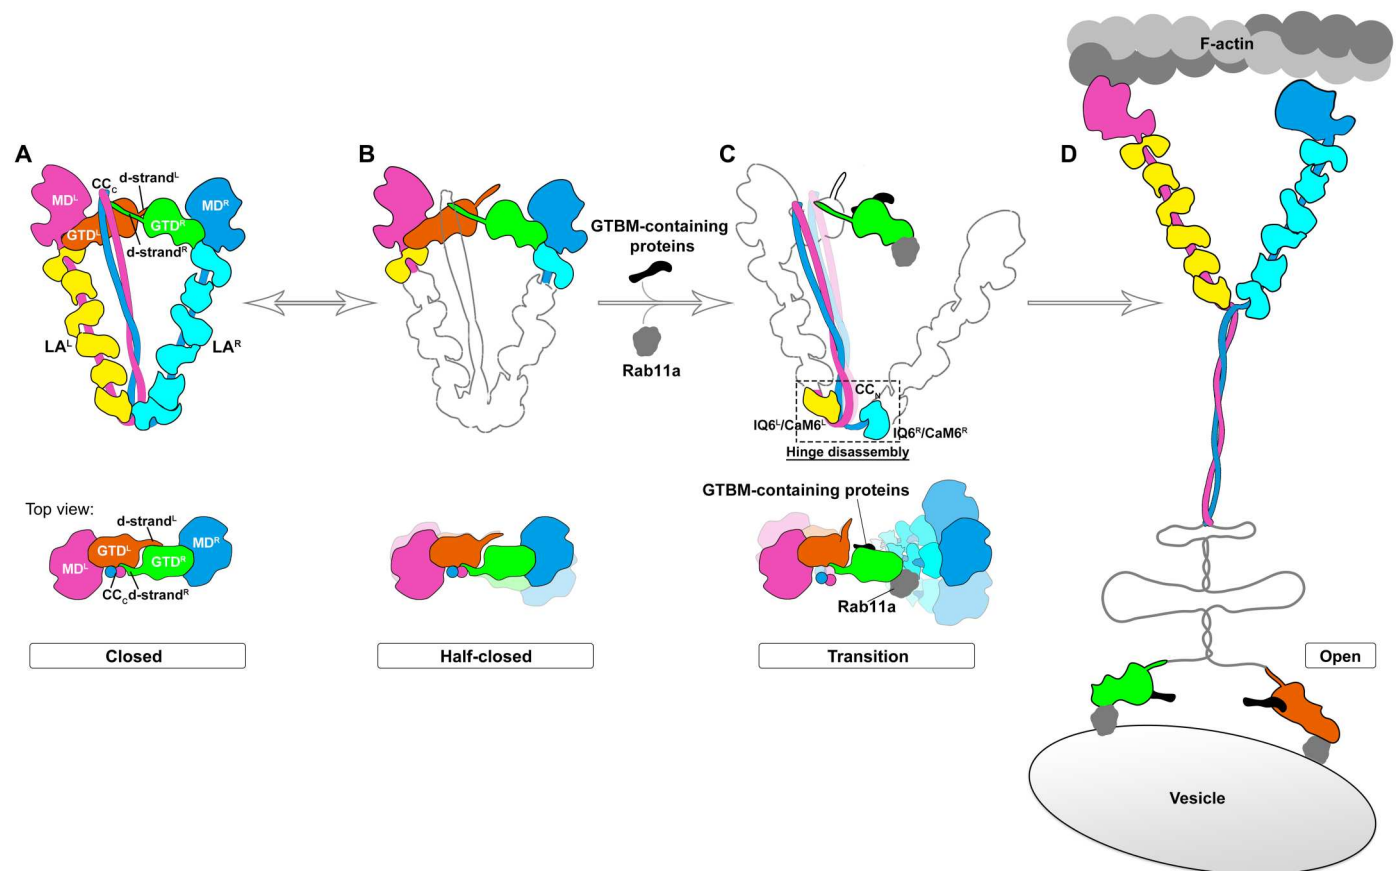 F-actin
A
B
C
D
CC_C
d-strand^L
MD^L
MD^R
GTD^R
GTD^L
d-strand^R
LA^L
LA^R
GTBM-containing
proteins
Rab11a
CC_N
IQ6^L/CaM6^L
IQ6^R/CaM6^R
Hinge disassembly
GTBM-containing proteins
Top view:
d-strand^L
MD^R
GTD^L
GTD^R
MD^L
CC_C d-strand^R
Rab11a
Closed
Half-closed
Transition
Open
Vesicle